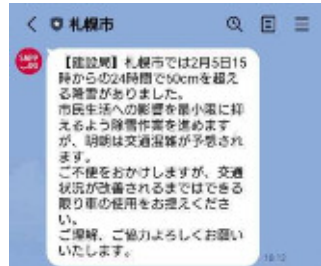 札幌市
【建設局】札幌市では2月5日15
時からの24時間で50cmを超え
る降雪がありました。
市民生活への影響を最小限に抑
えるよう除雪作業を進めます
が、明朝は交通混雑が予想され
ます。
ご不便をおかけしますが、交通
状況が改善されるまではできる
限り車の使用をお控えくださ
い。
ご理解、ご協力よろしくお願い
いたします。